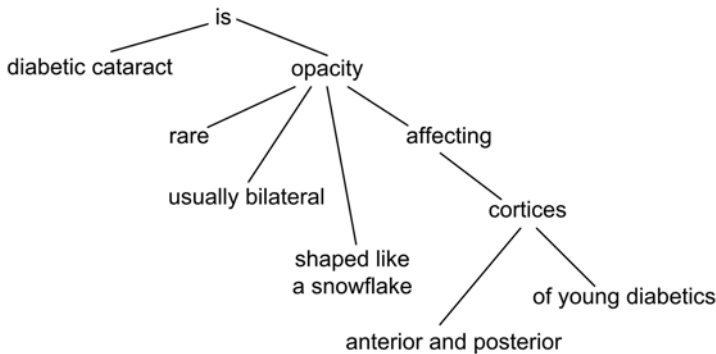 is
diabetic cataract
opacity
rare
affecting
usually bilateral
cortices
shaped like
a snowflake
of young diabetics
anterior and posterior